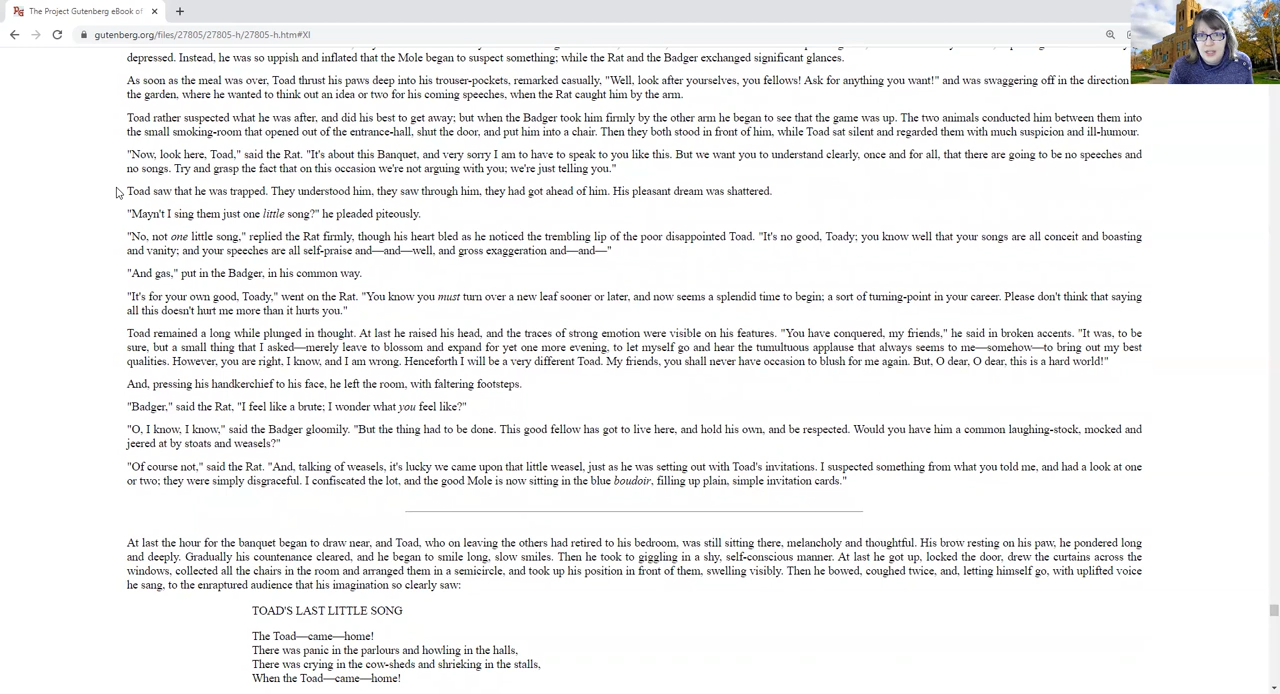 The Project Gutenberg eBook of
gutenberg.org/files/27805/27805-h/27805-h.htm#XI
depressed. Instead, he was so uppish and inflated that the Mole began to suspect something; while the Rat and the Badger exchanged significant glances.
As soon as the meal was over, Toad thrust his paws deep into his trouser-pockets, remarked casually, "Well, look after yourselves, you fellows! Ask for anything you want!" and was swaggering off in the direction
the garden, where he wanted to think out an idea or two for his coming speeches, when the Rat caught him by the arm.
Toad rather suspected what he was after, and did his best to get away; but when the Badger took him firmly by the other arm he began to see that the game was up. The two animals conducted him between them into
the small smoking-room that opened out of the entrance-hall, shut the door, and put him into a chair. Then they both stood in front of him, while Toad sat silent and regarded them with much suspicion and ill-humour.
"Now, look here, Toad," said the Rat. "It's about this Banquet, and very sorry I am to have to speak to you like this. But we want you to understand clearly, once and for all, that there are going to be no speeches and
no songs. Try and grasp the fact that on this occasion we're not arguing with you; we're just telling you."
Toad saw that he was trapped. They understood him, they saw through him, they had got ahead of him. His pleasant dream was shattered.
"Mayn't I sing them just one little song?" he pleaded piteously.
"No, not one little song," replied the Rat firmly, though his heart bled as he noticed the trembling lip of the poor disappointed Toad. "It's no good, Toady; you know well that your songs are all conceit and boasting
and vanity; and your speeches are all self-praise and—and—well, and gross exaggeration and—and—"
"And gas," put in the Badger, in his common way.
"It's for your own good, Toady," went on the Rat. "You know you must turn over a new leaf sooner or later, and now seems a splendid time to begin; a sort of turning-point in your career. Please don't think that saying
all this doesn't hurt me more than it hurts you."
Toad remained a long while plunged in thought. At last he raised his head, and the traces of strong emotion were visible on his features. "You have conquered, my friends," he said in broken accents. "It was, to be
sure, but a small thing that I asked—merely leave to blossom and expand for yet one more evening, to let myself go and hear the tumultuous applause that always seems to me—somehow—to bring out my best
qualities. However, you are right, I know, and I am wrong. Henceforth I will be a very different Toad. My friends, you shall never have occasion to blush for me again. But, O dear, O dear, this is a hard world!"
And, pressing his handkerchief to his face, he left the room, with faltering footsteps.
"Badger," said the Rat, "I feel like a brute; I wonder what you feel like?"
"O, I know, I know," said the Badger gloomily. "But the thing had to be done. This good fellow has got to live here, and hold his own, and be respected. Would you have him a common laughing-stock, mocked and
jeered at by stoats and weasels?"
"Of course not," said the Rat. "And, talking of weasels, it's lucky we came upon that little weasel, just as he was setting out with Toad's invitations. I suspected something from what you told me, and had a look at one
or two; they were simply disgraceful. I confiscated the lot, and the good Mole is now sitting in the blue boudoir, filling up plain, simple invitation cards."
At last the hour for the banquet began to draw near, and Toad, who on leaving the others had retired to his bedroom, was still sitting there, melancholy and thoughtful. His brow resting on his paw, he pondered long
and deeply. Gradually his countenance cleared, and he began to smile long, slow smiles. Then he took to giggling in a shy, self-conscious manner. At last he got up, locked the door, drew the curtains across the
windows, collected all the chairs in the room and arranged them in a semicircle, and took up his position in front of them, swelling visibly. Then he bowed, coughed twice, and, letting himself go, with uplifted voice
he sang, to the enraptured audience that his imagination so clearly saw:
TOAD'S LAST LITTLE SONG
The Toad—came—home!
There was panic in the parlours and howling in the halls,
There was crying in the cow-sheds and shrieking in the stalls,
When the Toad—came—home!